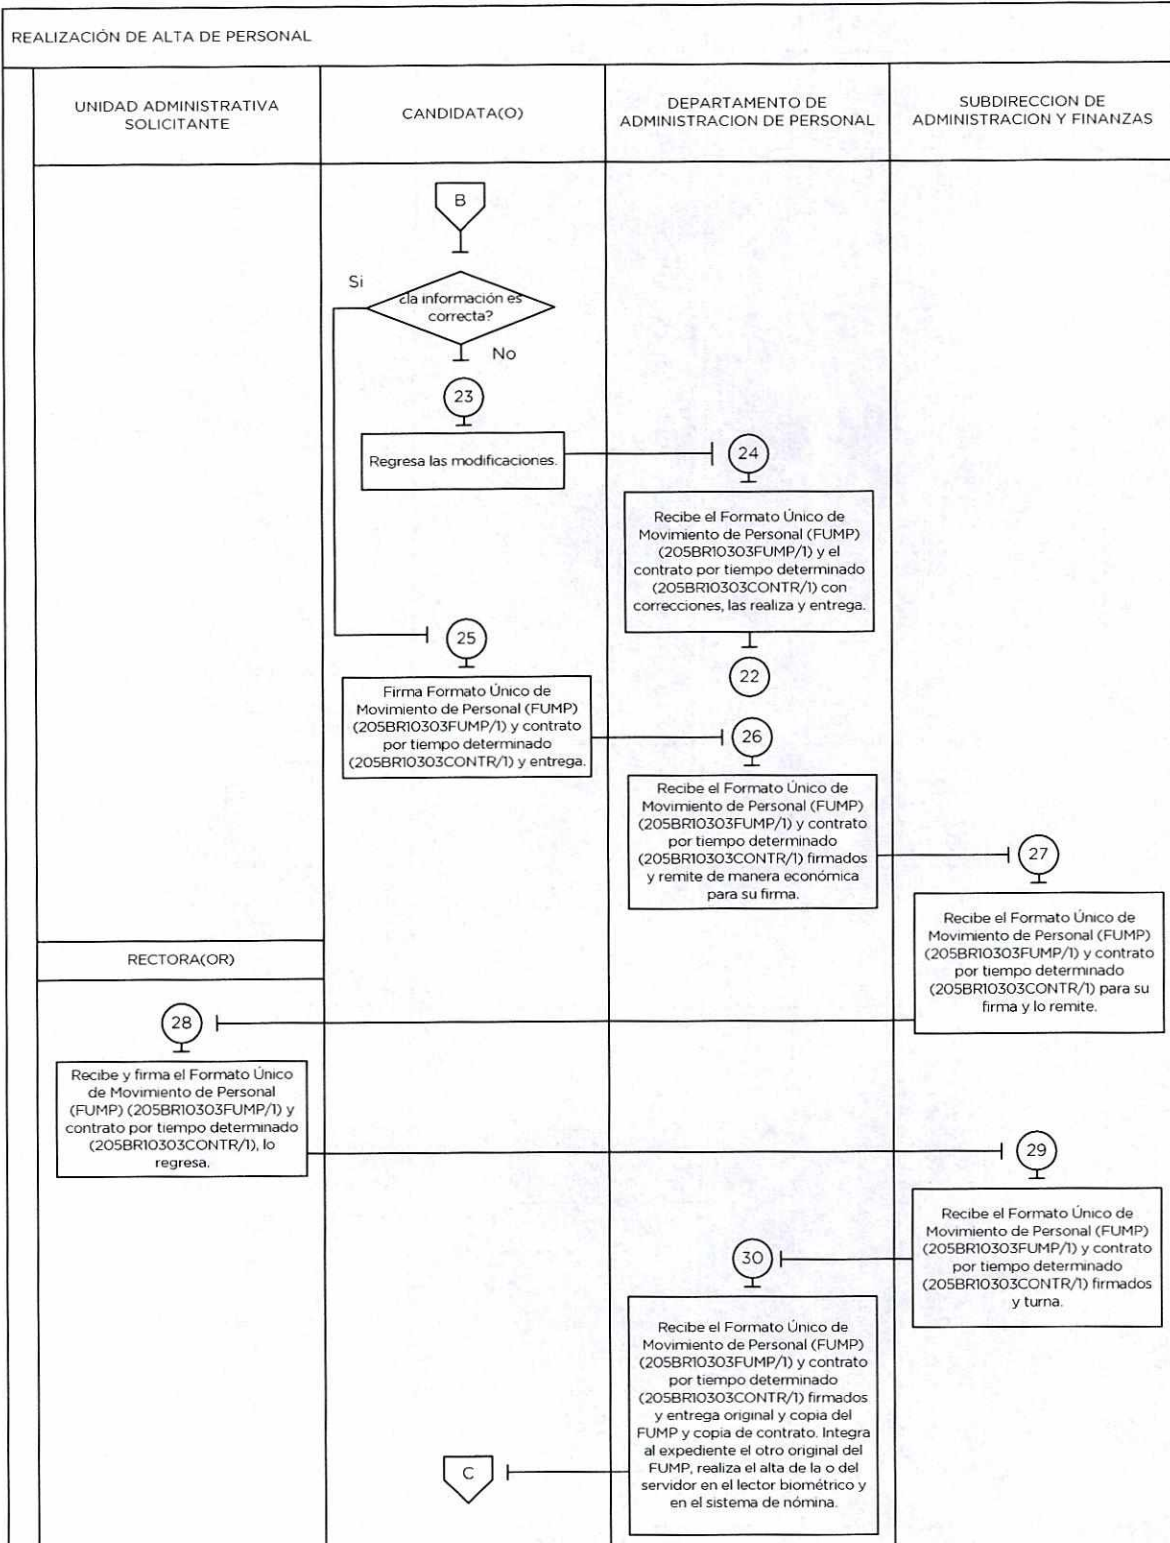 REALIZACIÓN DE ALTA DE PERSONAL
UNIDAD ADMINISTRATIVA
SOLICITANTE
CANDIDATA(O)
DEPARTAMENTO DE
ADMINISTRACION DE PERSONAL
SUBDIRECCION DE
ADMINISTRACION Y FINANZAS
B
Si
¿la información es
correcta?
No
23
Regresa las modificaciones.
24
Recibe el Formato Único de
Movimiento de Personal (FUMP)
(205BR10303FUMP/1) y el
contrato por tiempo determinado
(205BR10303CONTR/1) con
correcciones, las realiza y entrega.
22
25
Firma Formato Único de
Movimiento de Personal (FUMP)
(205BR10303FUMP/1) y contrato
por tiempo determinado
(205BR10303CONTR/1) y entrega.
26
Recibe el Formato Único de
Movimiento de Personal (FUMP)
(205BR10303FUMP/1) y contrato
por tiempo determinado
(205BR10303CONTR/1) firmados
y remite de manera económica
para su firma.
27
Recibe el Formato Único de
Movimiento de Personal (FUMP)
(205BR10303FUMP/1) y contrato
por tiempo determinado
(205BR10303CONTR/1) para su
firma y lo remite.
RECTORA(OR)
28
Recibe y firma el Formato Único
de Movimiento de Personal
(FUMP) (205BR10303FUMP/1) y
contrato por tiempo determinado
(205BR10303CONTR/1), lo
regresa.
29
Recibe el Formato Único de
Movimiento de Personal (FUMP)
(205BR10303FUMP/1) y contrato
por tiempo determinado
(205BR10303CONTR/1) firmados
y turna.
30
Recibe el Formato Único de
Movimiento de Personal (FUMP)
(205BR10303FUMP/1) y contrato
por tiempo determinado
(205BR10303CONTR/1) firmados
y entrega original y copia del
FUMP y copia de contrato. Integra
al expediente el otro original del
FUMP, realiza el alta de la o del
servidor en el lector biométrico y
en el sistema de nómina.
C